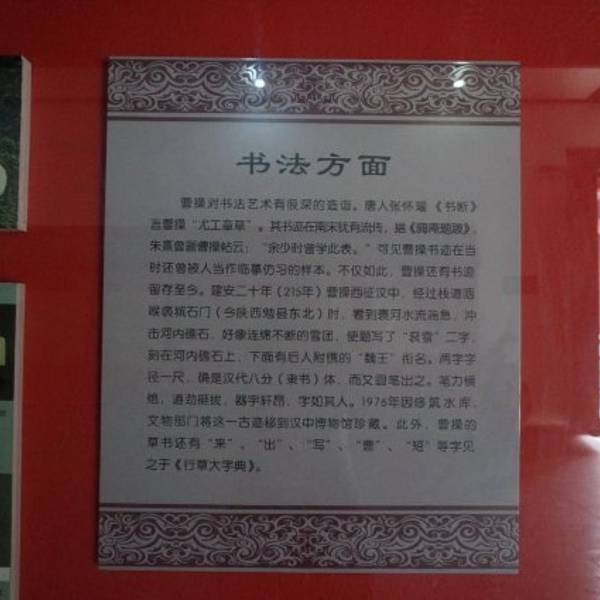 书法方面
曹操对书法艺术有很深的造诣。唐人张怀瓘《书断》
言曹操“尤工章草”。其书迹在南宋犹有流传，据《
朱熹曾 曹操帖云：“余少时曾学此表。”可见曹操书迹在当
时还曾被人当作临摹仿习的样本。不仅如此，曹操还有书迹
留存至今。建安二十年（215年）曹操西征汉中，经过栈道咽
喉褒城石门（今陕西勉县东北）时，看到褒河水流湍急，冲
击河内礁石，好像连绵不断的雪团，便题写了“衮雪”二字，
刻在河内礁石上，下面有后人附镌的“魏王”衔名。两字字
径一尺，确是汉代八分（隶书）体，而又圆笔出之。笔力横
恣，遒劲挺拔，器宇轩昂，字如其人。1976年因修筑水库，
文物部门将这一古迹移到汉中博物馆珍藏。此外，曹操的
草书还有“来”、“出”、“写”、“曹”、“短”等字见
之于《行草大字典》。